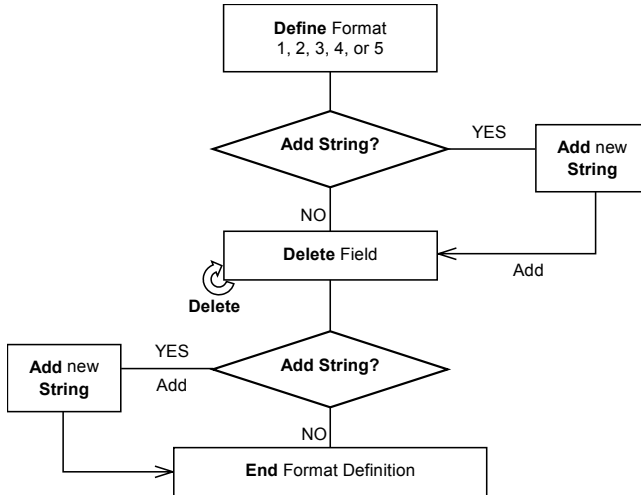 Define Format
1, 2, 3, 4, or 5
Add String?
YES
Add new
String
NO
Delete Field
Add
Delete
Add String?
YES
Add
Add new
String
NO
End Format Definition